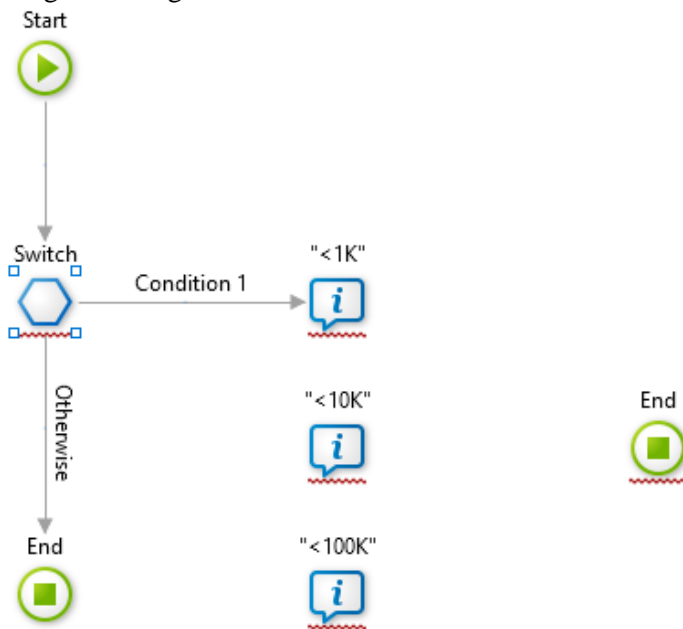 Start
Switch
"<1K"
Condition 1
Otherwise
"<10K"
End
End
"<100K"